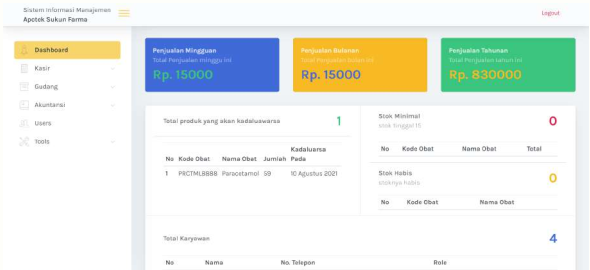 Sistem Informasi Manajemen
Apotek Sukun Farma
Logout
Dashboard
Kasir
Gudang
Akuntansi
Users
Tools
Penjualan Mingguan
Total Penjualan minggu ini
Rp. 15000
Penjualan Bulanan
Total Penjualan bulan ini
Rp. 15000
Penjualan Tahunan
Total Penjualan tahun ini
Rp. 830000
Total produk yang akan kadaluawarsa 1
No Kode Obat Nama Obat Jumlah Kadaluarsa Pada
1 PRCTML8888 Paracetamol 59 10 Agustus 2021
Stok Minimal
stok tinggal 15
0
No Kode Obat Nama Obat Total
Stok Habis
stoknya habis
0
No Kode Obat Nama Obat
Total Karyawan 4
No Nama No. Telepon Role